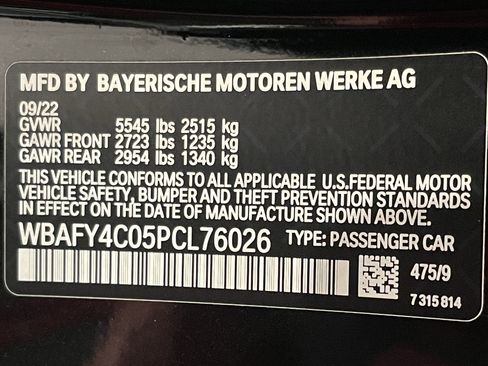 MFD BY BAYERISCHE MOTOREN WERKE AG
09/22
GVWR 5545 lbs 2515 kg
GAWR FRONT 2723 lbs 1235 kg
GAWR REAR 2954 lbs 1340 kg
THIS VEHICLE CONFORMS TO ALL APPLICABLE U.S.FEDERAL MOTOR
VEHICLE SAFETY, BUMPER AND THEFT PREVENTION STANDARDS
IN EFFECT ON THE DATE OF MANUFACTURE SHOWN ABOVE.
WBAFY4C05PCL76026 TYPE: PASSENGER CAR
475/9
7 315 814